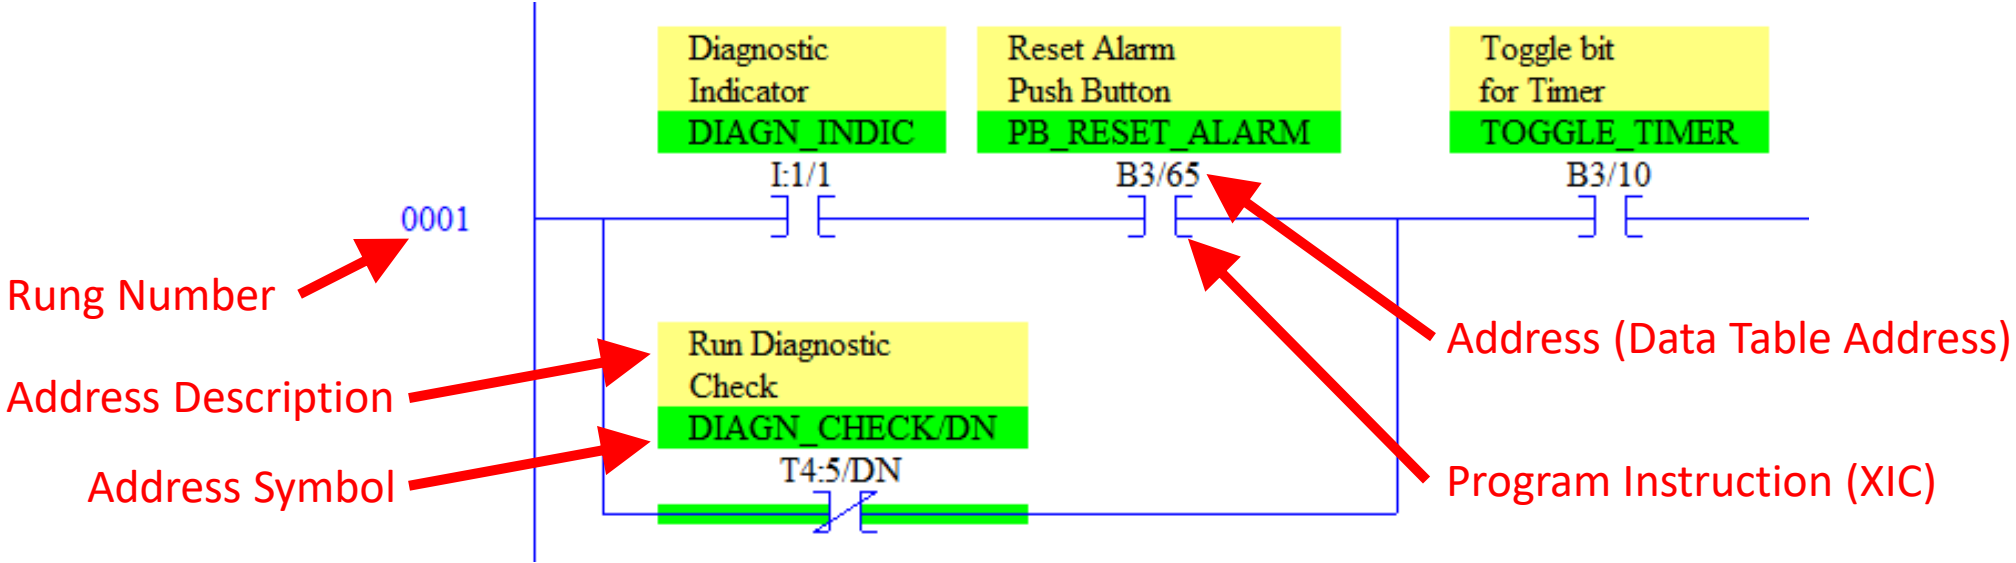 Diagnostic
Indicator
DIAGN_INDIC
I:1/1
Reset Alarm
Push Button
PB_RESET_ALARM
B3/65
Toggle bit
for Timer
TOGGLE_TIMER
B3/10
0001
Rung Number
Run Diagnostic
Check
DIAGN_CHECK/DN
T4:5/DN
Address Description
Address Symbol
Address (Data Table Address)
Program Instruction (XIC)